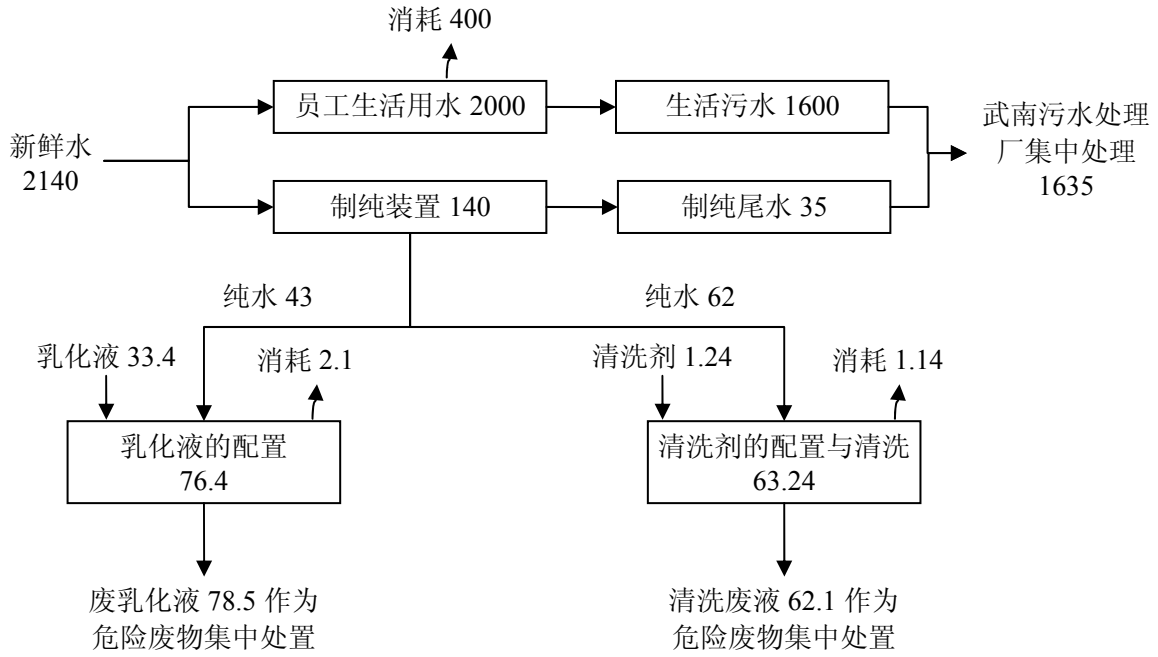 消耗 400
员工生活用水 2000
生活污水 1600
新鲜水
2140
武南污水处理
厂集中处理
1635
制纯装置 140
制纯尾水 35
纯水 43
纯水 62
乳化液 33.4
消耗 2.1
清洗剂 1.24
消耗 1.14
乳化液的配置
76.4
清洗剂的配置与清洗
63.24
废乳化液 78.5 作为
危险废物集中处置
清洗废液 62.1 作为
危险废物集中处置